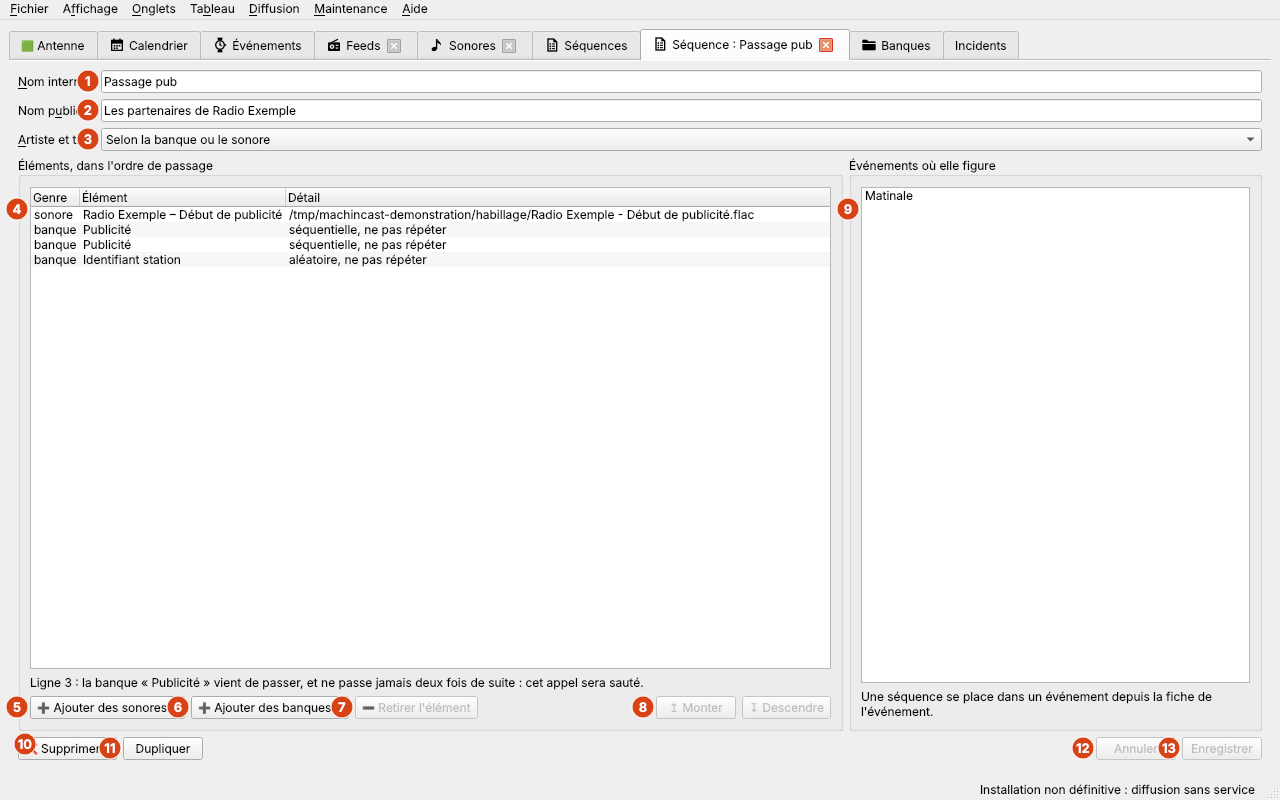 Fichier Affichage Onglets Tableau Diffusion Maintenance Aide
Antenne Calendrier Événements Feeds Sonores Séquences Séquence : Passage pub Banques Incidents
Nom intern 1 Passage pub
Nom public 2 Les partenaires de Radio Exemple
Artiste et t 3 Selon la banque ou le sonore
Éléments, dans l'ordre de passage
Genre Élément Détail
4 sonore Radio Exemple – Début de publicité /tmp/machincast-demonstration/habillage/Radio Exemple - Début de publicité.flac
banque Publicité séquentielle, ne pas répéter
banque Publicité séquentielle, ne pas répéter
banque Identifiant station aléatoire, ne pas répéter
Ligne 3 : la banque « Publicité » vient de passer, et ne passe jamais deux fois de suite : cet appel sera sauté.
5 Ajouter des sonores 6 Ajouter des banques 7 Retirer l'élément 8 Monter Descendre
Événements où elle figure
Matinale
9
Une séquence se place dans un événement depuis la fiche de
l'événement.
10 Supprimer 11 Dupliquer 12 Annuler 13 Enregistrer
Installation non définitive : diffusion sans service